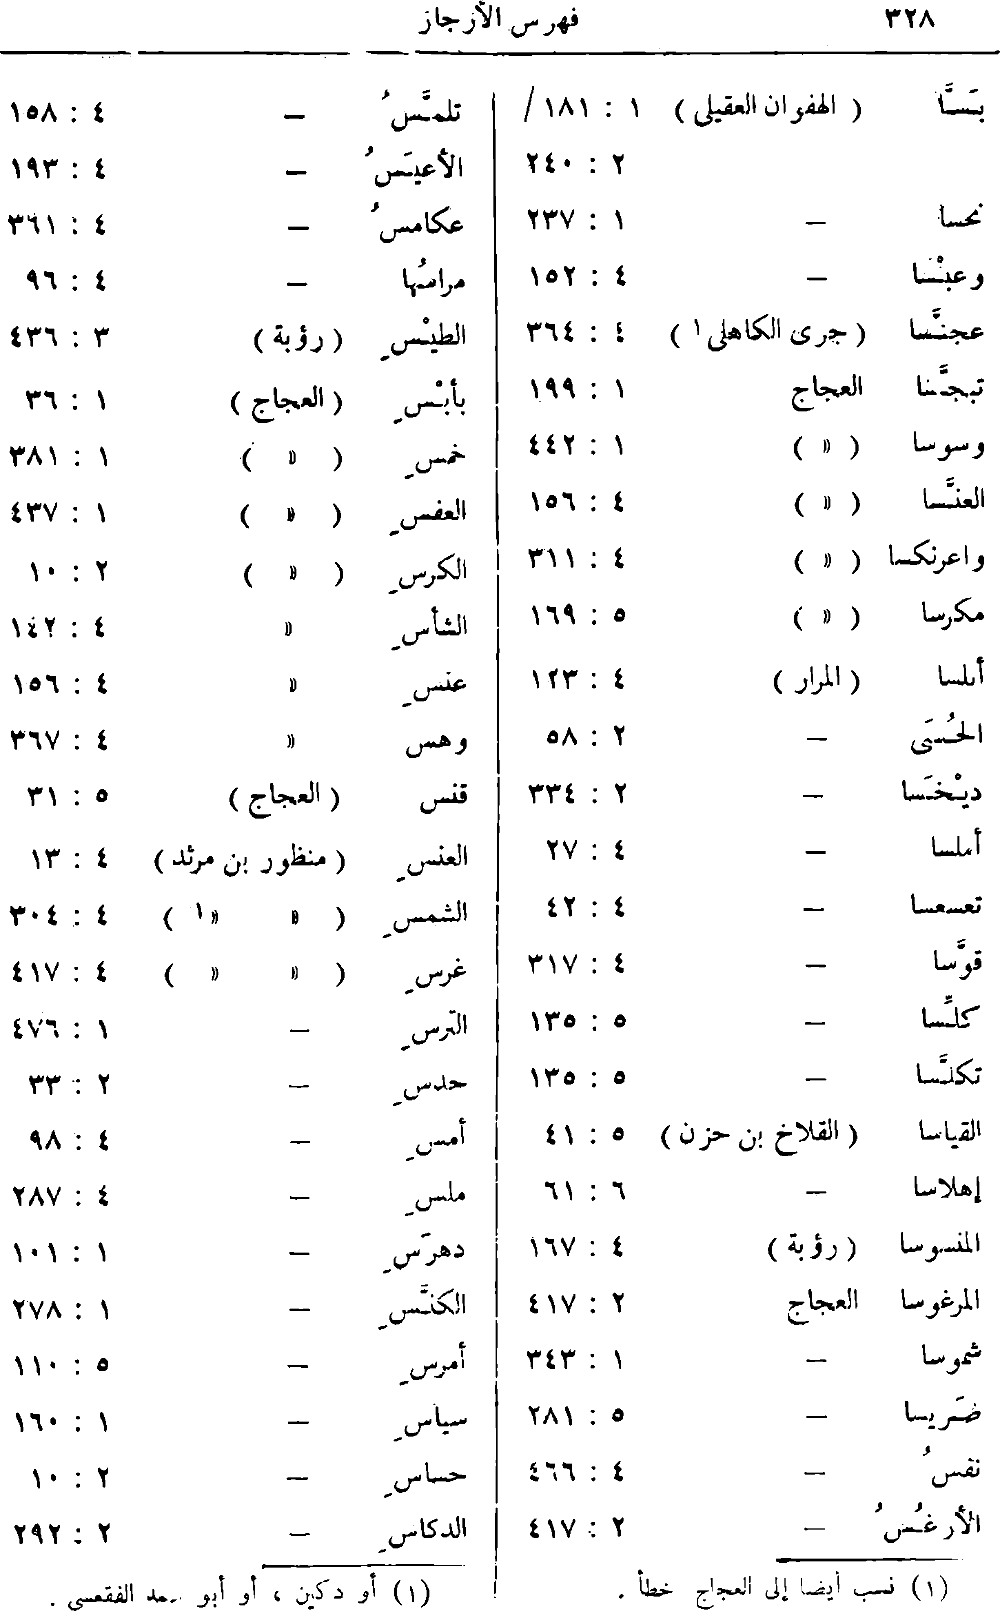 ٣٢٨ فهرس الأرجاز
بَسَّا ( الهفوان العقيلى ) ١ : ١٨١ /
٢ : ٢٤٠
نحسا — ١ : ٢٣٧
وعبْسا — ٤ : ١٥٢
عجنَّسا ( جرى الكاهلى ١ ) ٤ : ٣٦٤
تبجَّسا العجاج ١ : ١٩٩
وسوسا ( » ) ١ : ٤٤٢
العنَّسا ( » ) ٤ : ١٥٦
واعرنكسا ( » ) ٤ : ٣١١
مكرسا ( » ) ٥ : ١٦٩
أبلسا ( المرار ) ٤ : ١٢٣
الحُسَى — ٢ : ٥٨
ديْخَسا — ٢ : ٣٣٤
أملسا — ٤ : ٢٧
تعسعسا — ٤ : ٤٢
قوَّسا — ٤ : ٣١٧
كلِّسا — ٥ : ١٣٥
تكلَّسا — ٥ : ١٣٥
القياسا ( القلاخ بن حزن ) ٥ : ٤١
إهلاسا — ٦ : ٦١
المنسوسا ( رؤبة ) ٤ : ١٦٧
المرغوسا العجاج ٢ : ٤١٧
شموسا — ١ : ٣٤٣
ضَريسا — ٥ : ٢٨١
نفسُ — ٤ : ٤٦٦
الأرغُسُ — ٢ : ٤١٧
(١) نسب أيضا إلى العجاج خطأ .
تلمَّسُ — ٤ : ١٥٨
الأعيَسُ — ٤ : ١٩٣
عكامسُ — ٤ : ٣٦١
مراسُها — ٤ : ٩٦
الطيْسِ ( رؤبة ) ٣ : ٤٣٦
بأبْسِ ( العجاج ) ١ : ٣٦
خمسِ ( » ) ١ : ٣٨١
العفسِ ( » ) ١ : ٤٣٧
الكرسِ ( » ) ٢ : ١٠
الشأسِ » ٤ : ١٤٢
عنسِ » ٤ : ١٥٦
وهس » ٤ : ٣٦٧
قنس ( العجاج ) ٥ : ٣١
العنسِ ( منظور بن مرثد ) ٤ : ١٣
الشمسِ ( » »١ ) ٤ : ٣٠٤
غرسِ ( » » ) ٤ : ٤١٧
الترسِ — ١ : ٤٧٦
حدسِ — ٢ : ٣٣
أمسِ — ٤ : ٩٨
ملسِ — ٤ : ٢٨٧
دهرَسِ — ١ : ١٠١
الكنَّسِ — ١ : ٢٧٨
أمرسِ — ٥ : ١١٠
سياسِ — ١ : ١٦٠
حساسِ — ٢ : ١٠
الدكاسِ — ٢ : ٢٩٢
(١) أو دكين ، أو أبو الفقعسى .